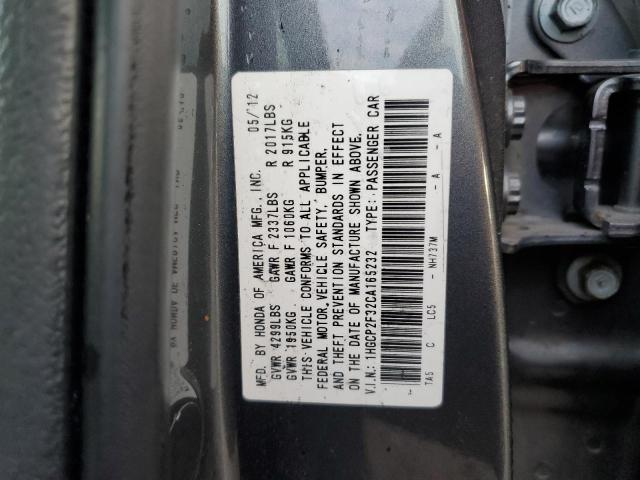 MFD. BY HONDA OF AMERICA MFG., INC. 05/12
GVWR 4299LBS GAWR F 2337LBS R 2017LBS
GVWR 1950KG GAWR F 1060KG R 915KG
THIS VEHICLE CONFORMS TO ALL APPLICABLE
FEDERAL MOTOR VEHICLE SAFETY, BUMPER,
AND THEFT PREVENTION STANDARDS IN EFFECT
ON THE DATE OF MANUFACTURE SHOWN ABOVE.
V.I.N.: 1HGCP2F32CA165232 TYPE: PASSENGER CAR
TA5 C LC5 - NH737M - A - - A